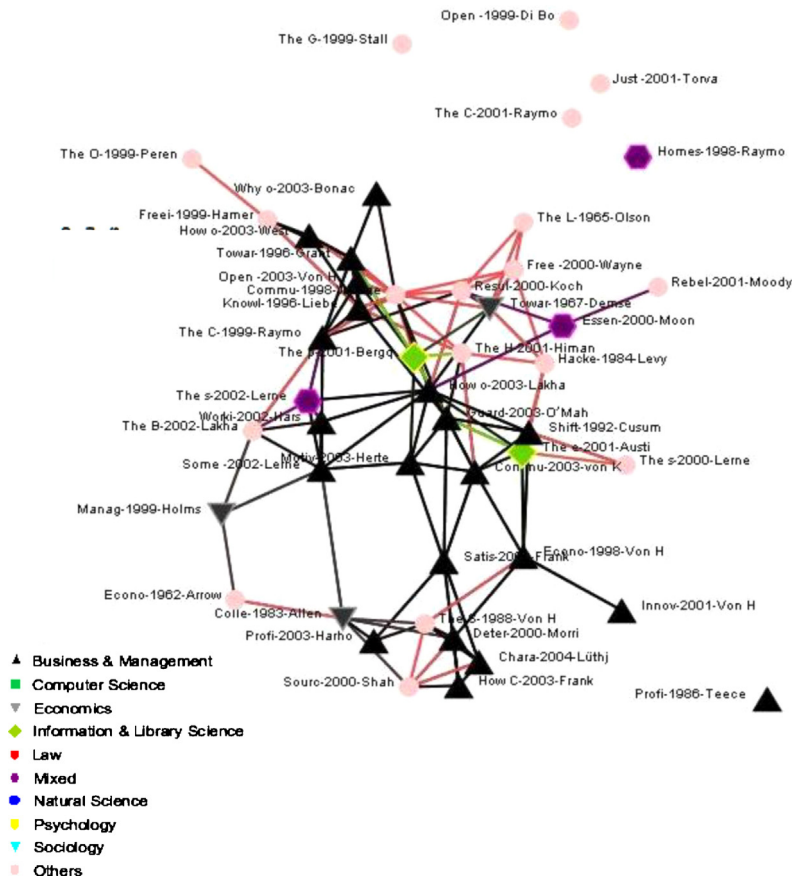 Open -1999-Di Bo
The G-1999-Stall
Just -2001-Torva
The C-2001-Raymo
Homes-1998-Raymo
The O-1999-Peren
Why o-2003-Bonac
Freei-1999-Hamer
The L-1965-Olson
How o-2003-West
Towar-1996-Grant
Free -2000-Wayne
Open -2003-Von H
Resul-2000-Koch
Rebel-2001-Moody
Commu-1998-
Knowl-1996-Liebe
Towar-1967-Demse
Essen-2000-Moon
The C-1999-Raymo
The -2001-Bergq
The H-2001-Himan
Hacke-1984-Levy
How o-2003-Lakha
The s-2002-Lerne
Worki-2002-Hars
Guard-2003-O'Mah
The B-2002-Lakha
Shift-1992-Cusum
The e-2001-Austi
Some -2002-Lerne
Motiv-2003-Herte
Commu-2003-von K
The s-2000-Lerne
Manag-1999-Holms
Satis- -Frank
Econo-1998-Von H
Econo-1962-Arrow
Colle-1983-Allen
Innov-2001-Von H
The S-1988-Von H
Profi-2003-Harho
Deter-2000-Morri
Chara-2004-Lüthj
Sourc-2000-Shah
How C-2003-Frank
Profi-1986-Teece
Business & Management
Computer Science
Economics
Information & Library Science
Law
Mixed
Natural Science
Psychology
Sociology
Others